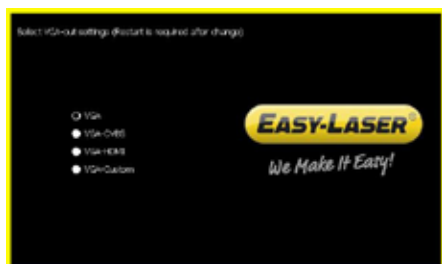 Select VGA-out settings (Restart is required after change)
VGA
VGA-CVBS
VGA-HDMI
VGA-Custom
EASY-LASER®
We Make It Easy!